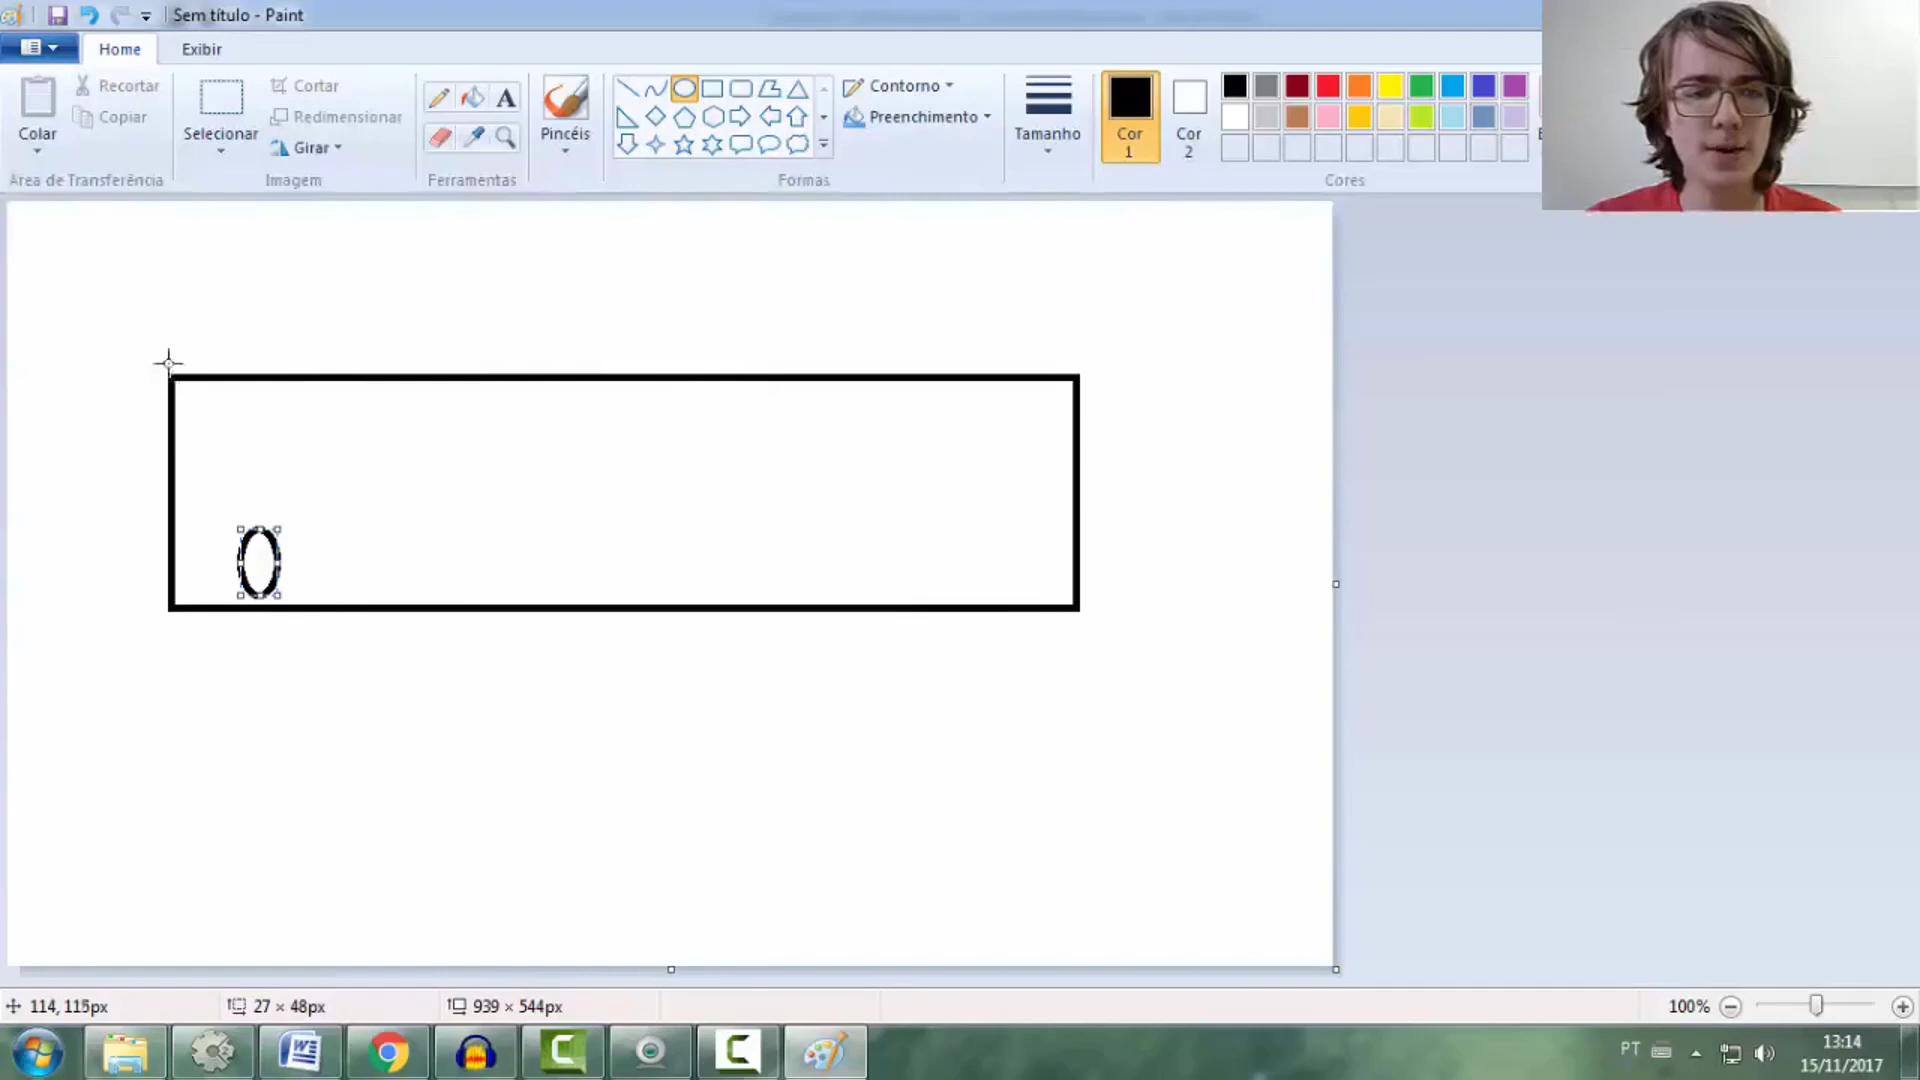 Sem título - Paint
Home Exibir
Colar
Recortar
Copiar
Área de Transferência
Selecionar
Cortar
Redimensionar
Girar
Imagem
A
Ferramentas
Pincéis
Contorno
Preenchimento
Formas
Tamanho
Cor
1
Cor
2
Cores
114, 115px 27 × 48px 939 × 544px 100%
PT 13:14
15/11/2017